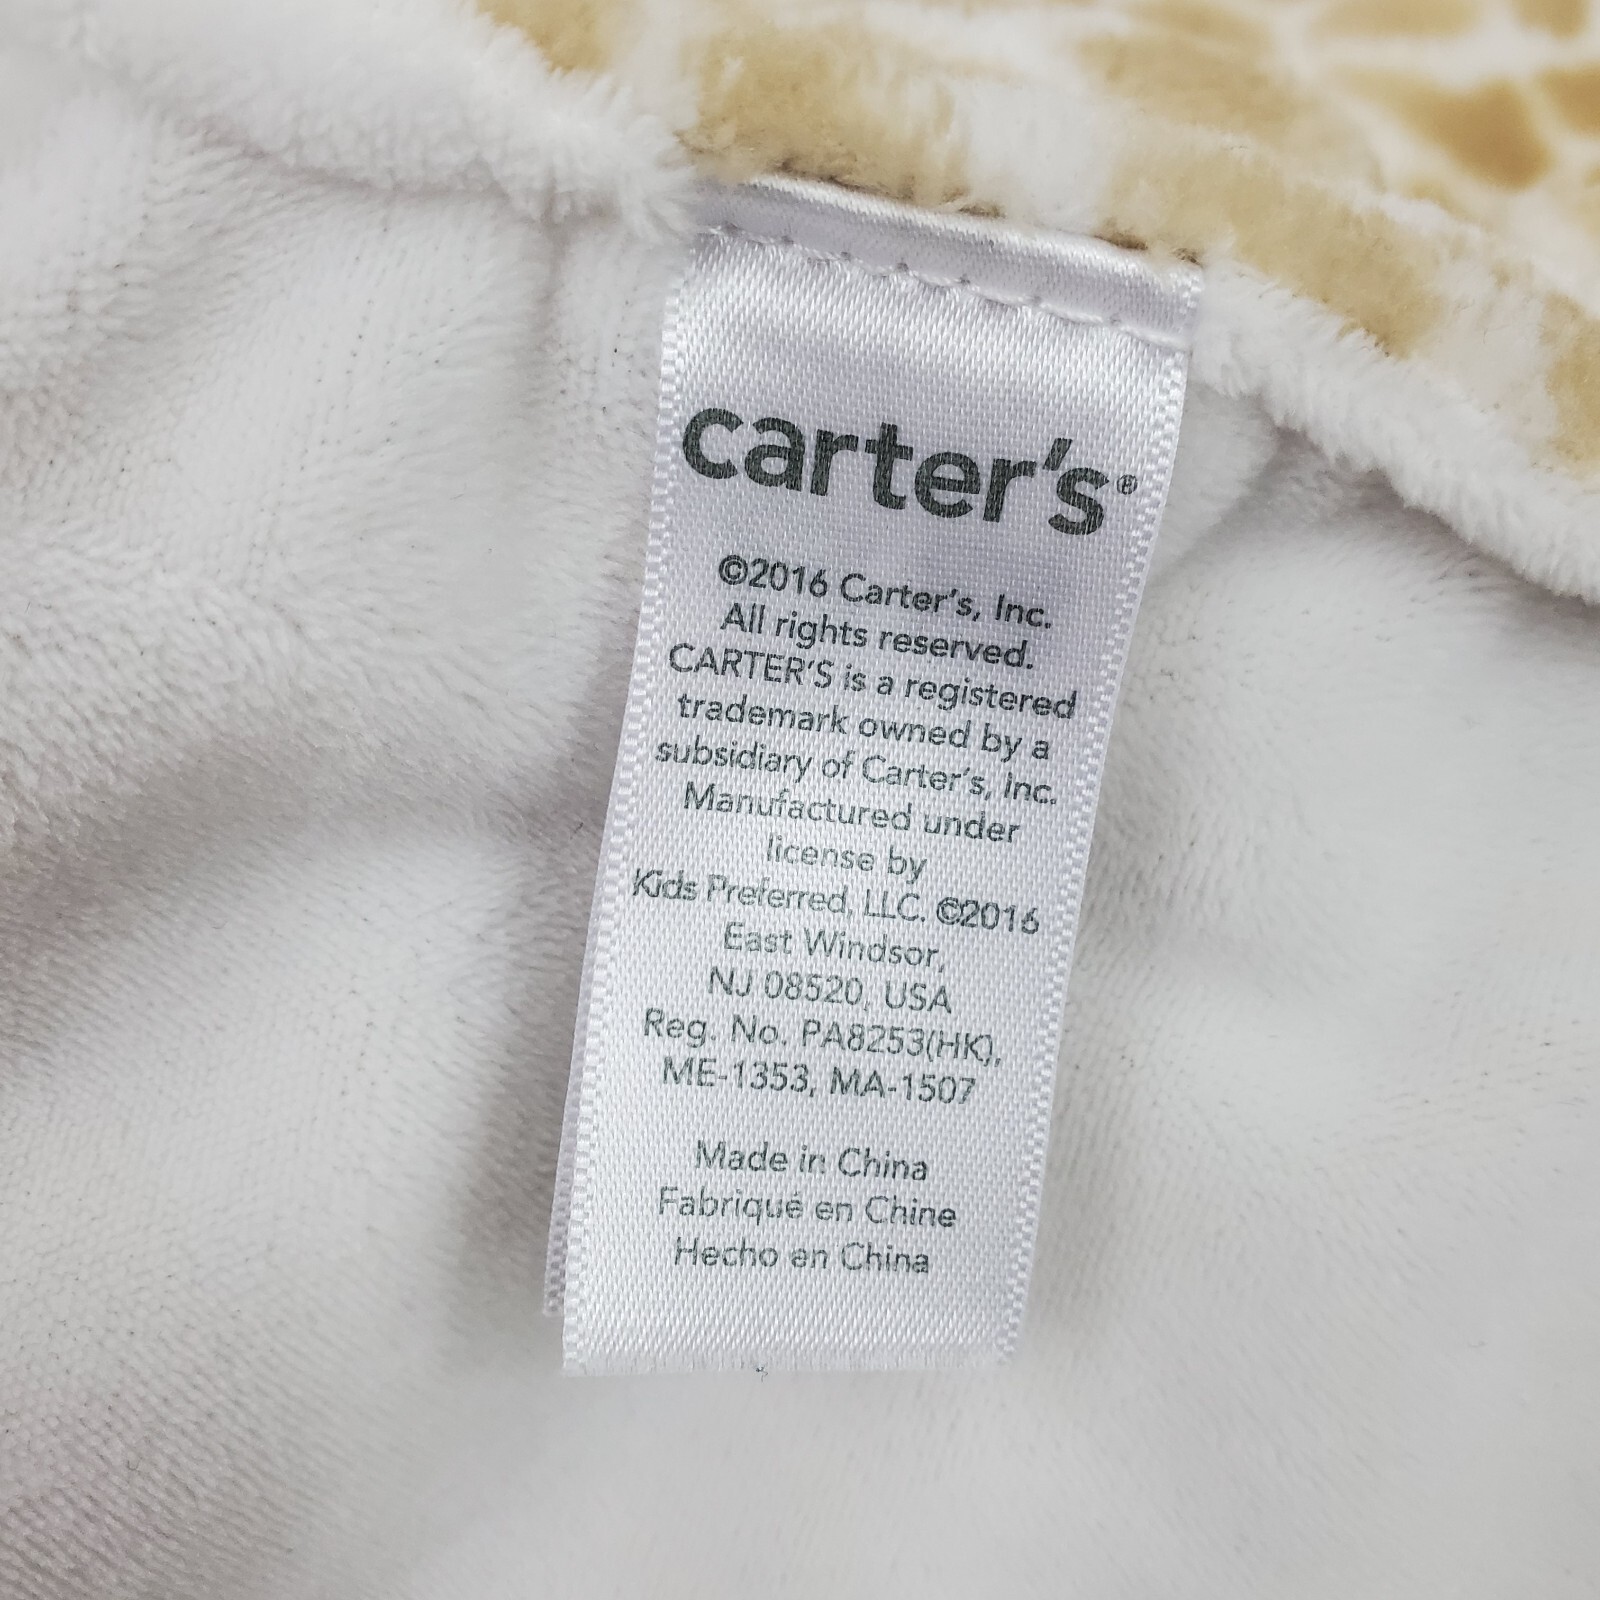 carter's®
©2016 Carter's, Inc.
All rights reserved.
CARTER'S is a registered
trademark owned by a
subsidiary of Carter's, Inc.
Manufactured under
license by
Kids Preferred, LLC. ©2016
East Windsor,
NJ 08520, USA
Reg. No. PA8253(HK),
ME-1353, MA-1507
Made in China
Fabriqué en Chine
Hecho en China